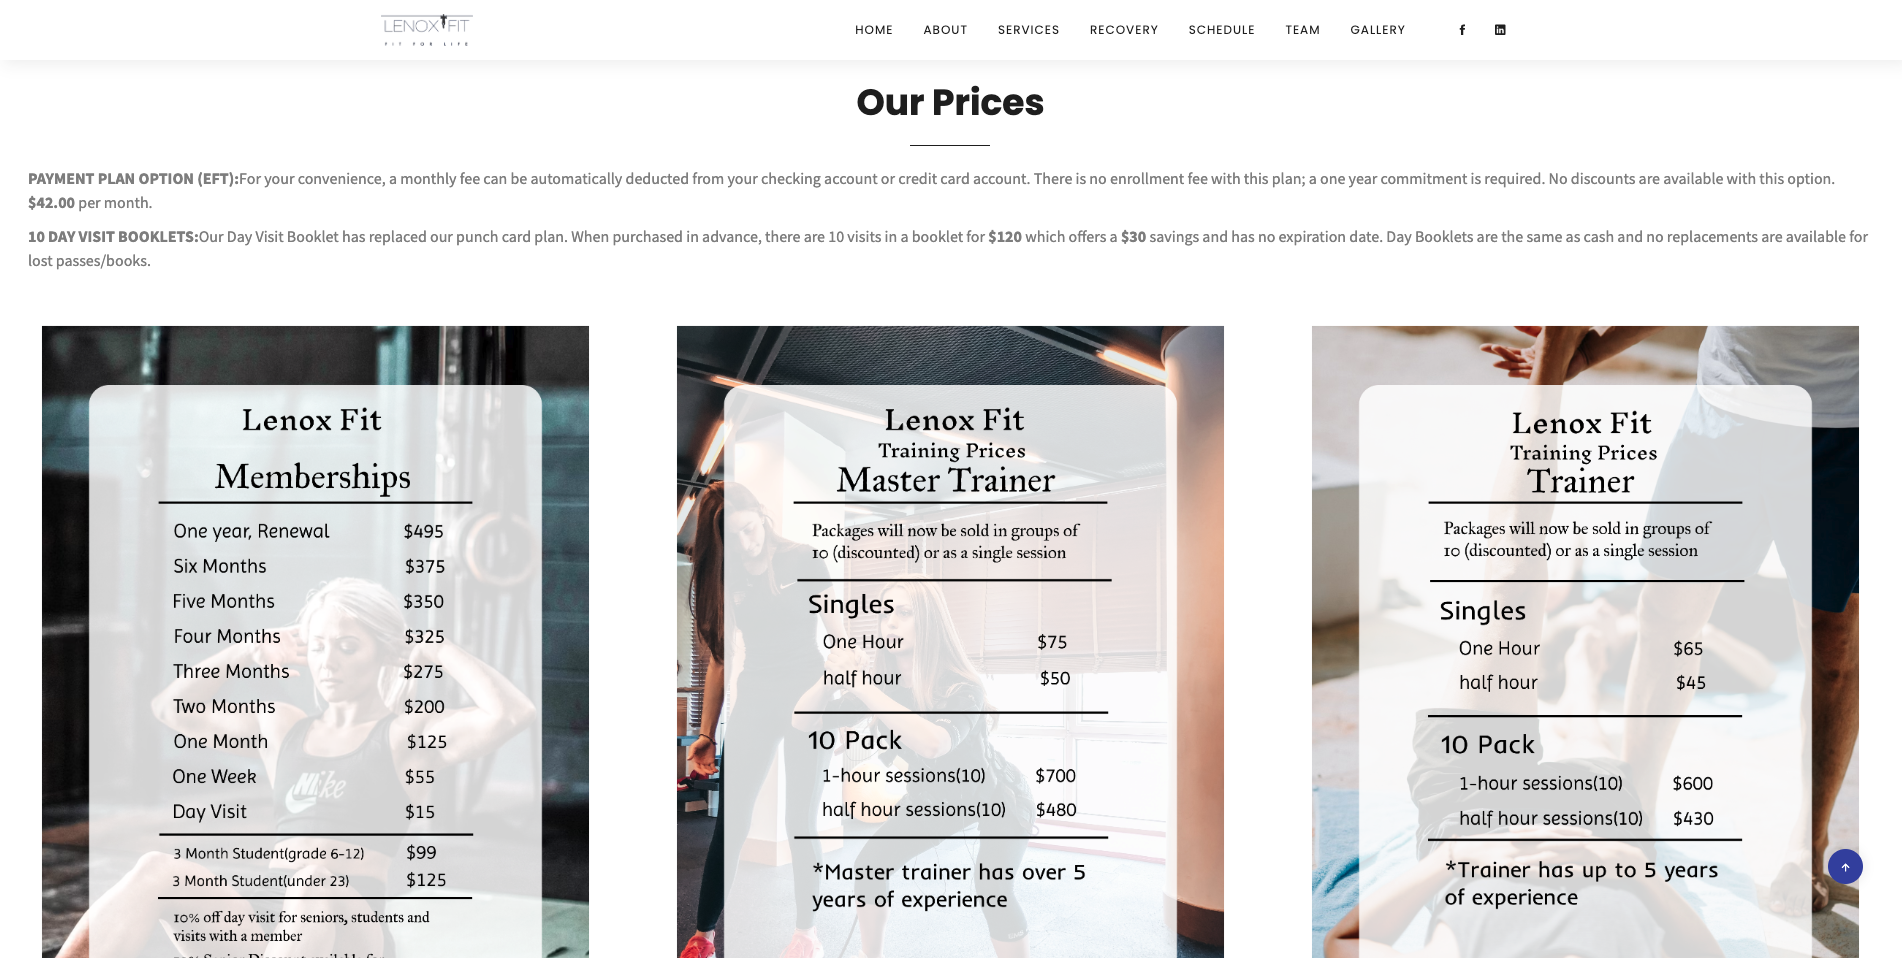 LENOX FIT
FIT FOR LIFE
HOME ABOUT SERVICES RECOVERY SCHEDULE TEAM GALLERY
Our Prices
PAYMENT PLAN OPTION (EFT):For your convenience, a monthly fee can be automatically deducted from your checking account or credit card account. There is no enrollment fee with this plan; a one year commitment is required. No discounts are available with this option.
$42.00 per month.
10 DAY VISIT BOOKLETS:Our Day Visit Booklet has replaced our punch card plan. When purchased in advance, there are 10 visits in a booklet for $120 which offers a $30 savings and has no expiration date. Day Booklets are the same as cash and no replacements are available for
lost passes/books.
Lenox Fit
Memberships
One year, Renewal $495
Six Months $375
Five Months $350
Four Months $325
Three Months $275
Two Months $200
One Month $125
One Week $55
Day Visit $15
3 Month Student(grade 6-12) $99
3 Month Student(under 23) $125
10% off day visit for seniors, students and
visits with a member
Lenox Fit
Training Prices
Master Trainer
Packages will now be sold in groups of
10 (discounted) or as a single session
Singles
One Hour $75
half hour $50
10 Pack
1-hour sessions(10) $700
half hour sessions(10) $480
*Master trainer has over 5
years of experience
Lenox Fit
Training Prices
Trainer
Packages will now be sold in groups of
10 (discounted) or as a single session
Singles
One Hour $65
half hour $45
10 Pack
1-hour sessions(10) $600
half hour sessions(10) $430
*Trainer has up to 5 years
of experience